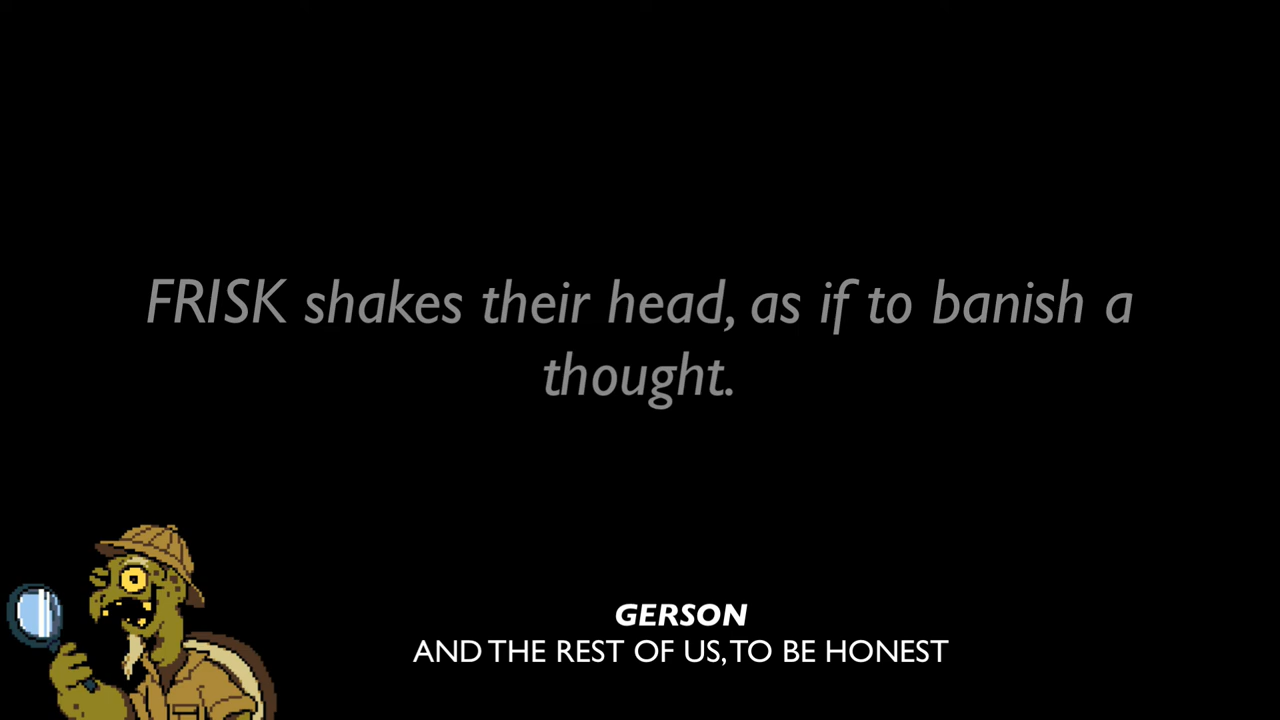 FRISK shakes their head, as if to banish a
thought.
GERSON
AND THE REST OF US, TO BE HONEST